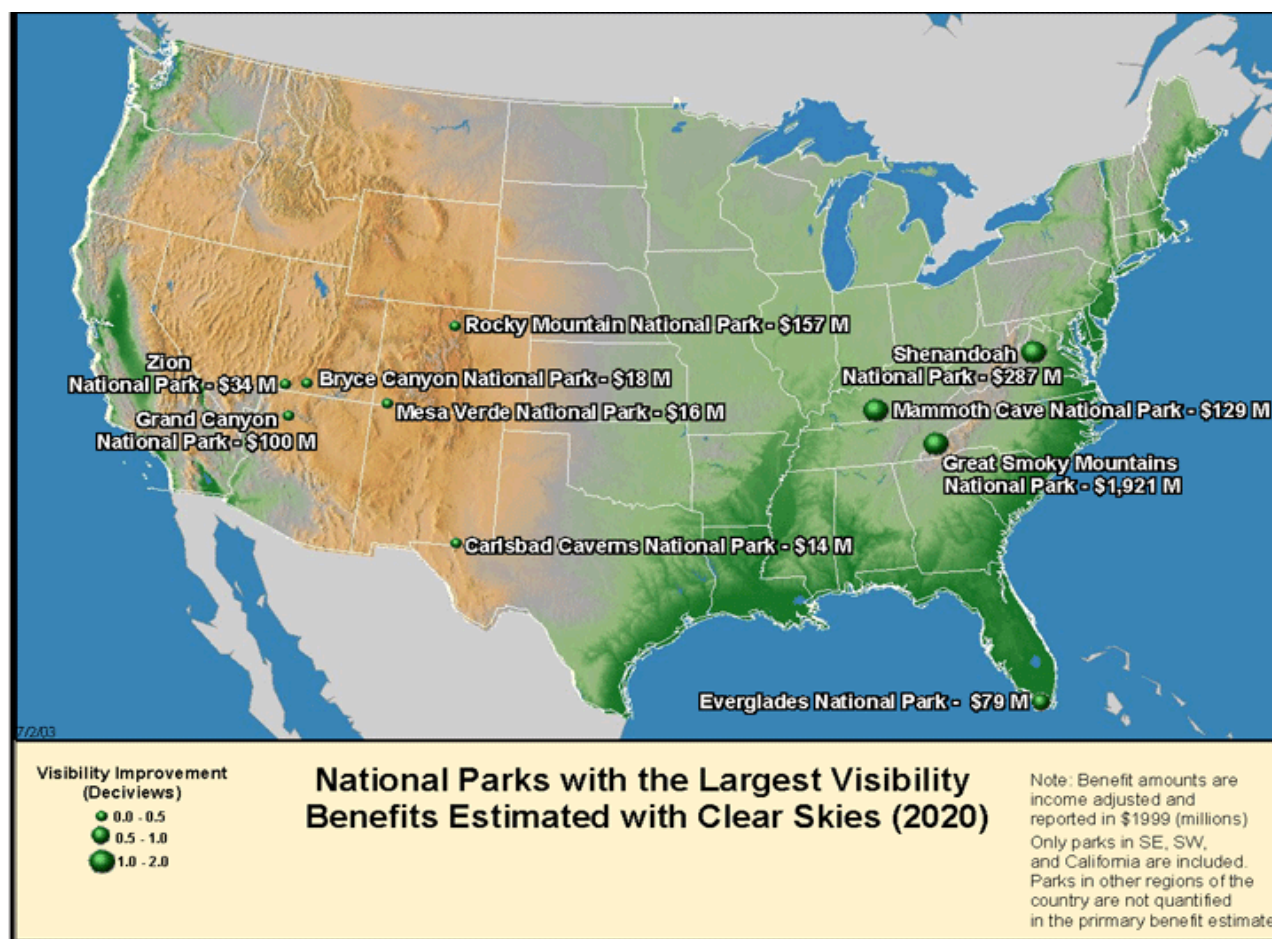 Rocky Mountain National Park - $157 M
Zion
National Park - $34 M
Bryce Canyon National Park - $18 M
Mesa Verde National Park - $16 M
Grand Canyon
National Park - $100 M
Shenandoah
National Park - $287 M
Mammoth Cave National Park - $129 M
Great Smoky Mountains
National Park - $1,921 M
Carlsbad Caverns National Park - $14 M
Everglades National Park - $79 M
7/2/03
Visibility Improvement
(Deciviews)
0.0 - 0.5
0.5 - 1.0
1.0 - 2.0
National Parks with the Largest Visibility
Benefits Estimated with Clear Skies (2020)
Note: Benefit amounts are
income adjusted and
reported in $1999 (millions)
Only parks in SE, SW,
and California are included.
Parks in other regions of the
country are not quantified
in the prirmary benefit estimate